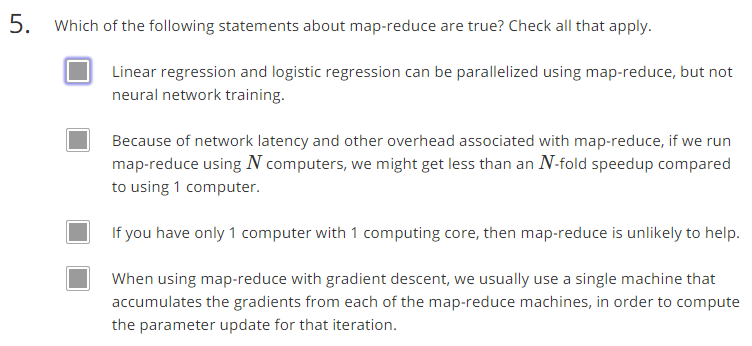 5. Which of the following statements about map-reduce are true? Check all that apply.
Linear regression and logistic regression can be parallelized using map-reduce, but not
neural network training.
Because of network latency and other overhead associated with map-reduce, if we run
map-reduce using N computers, we might get less than an N-fold speedup compared
to using 1 computer.
If you have only 1 computer with 1 computing core, then map-reduce is unlikely to help.
When using map-reduce with gradient descent, we usually use a single machine that
accumulates the gradients from each of the map-reduce machines, in order to compute
the parameter update for that iteration.